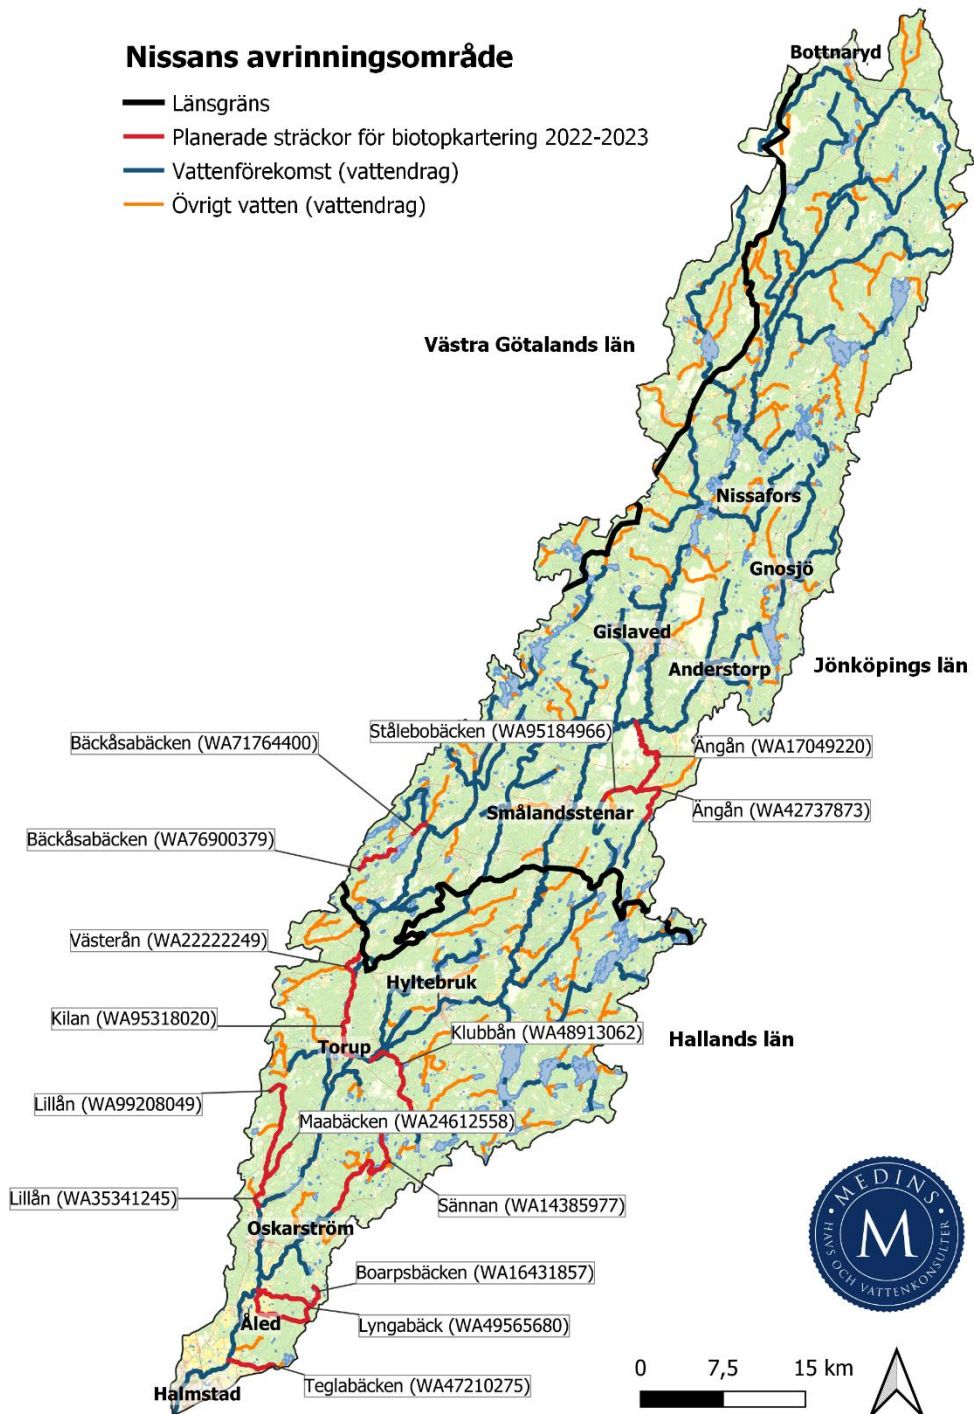 Bottnaryd
Nissans avrinningsområde
Länsgräns
Planerade sträckor för biotopkartering 2022-2023
Vattenförekomst (vattendrag)
Övrigt vatten (vattendrag)
Västra Götalands län
Nissafors
Gnosjö
Gislaved
Anderstorp
Jönköpings län
Stålebobäcken (WA95184966)
Bäckåsabäcken (WA71764400)
Ängån (WA17049220)
Smålandsstenar
Ängån (WA42737873)
Bäckåsabäcken (WA76900379)
Västerån (WA22222249)
Hyltebruk
Kilan (WA95318020)
Klubbån (WA48913062)
Hallands län
Torup
Lillån (WA99208049)
Maabäcken (WA24612558)
Lillån (WA35341245)
Sännan (WA14385977)
Oskarström
Boarpsbäcken (WA16431857)
Åled
Lyngabäck (WA49565680)
Teglabäcken (WA47210275)
Halmstad
MEDINS
M
HAVS OCH VATTENKONSULTER
0 7,5 15 km